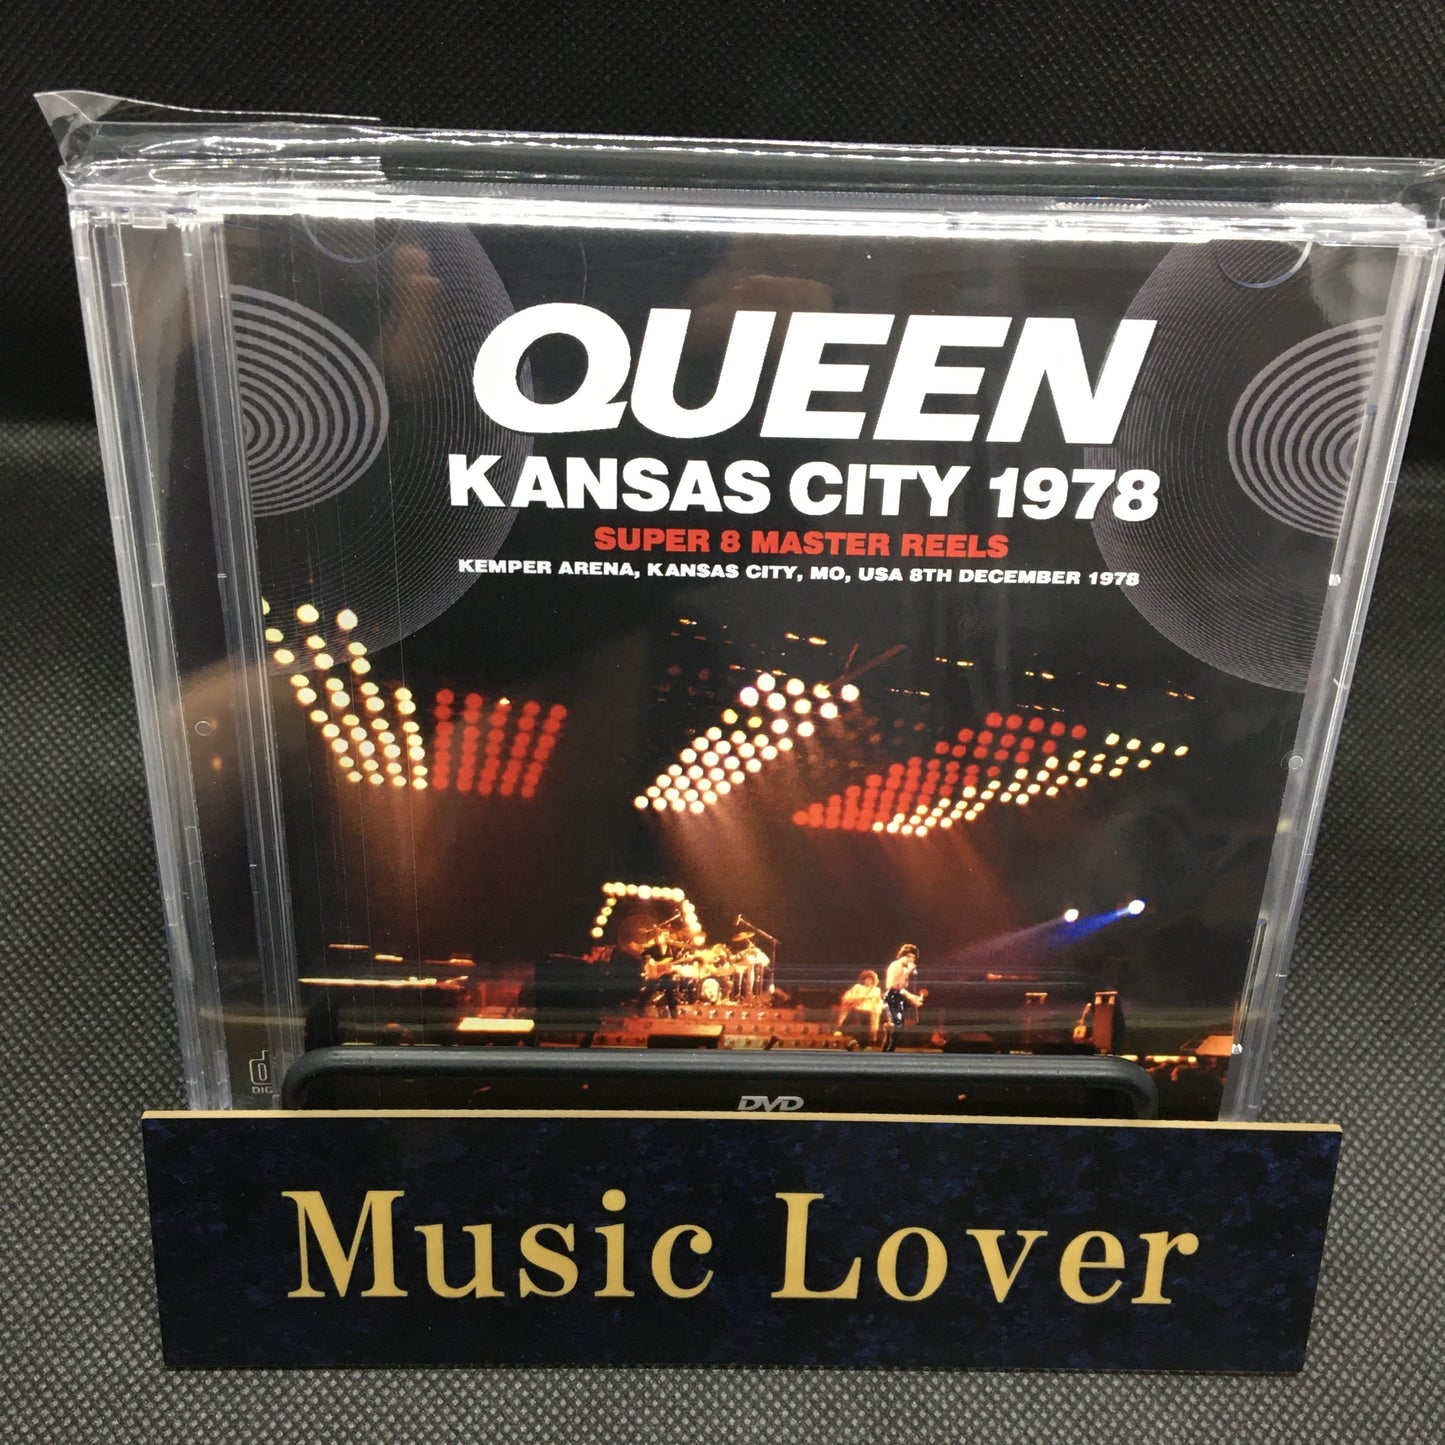 QUEEN
KANSAS CITY 1978
SUPER 8 MASTER REELS
KEMPER ARENA, KANSAS CITY, MO, USA 8TH DECEMBER 1978
DVD
Music Lover